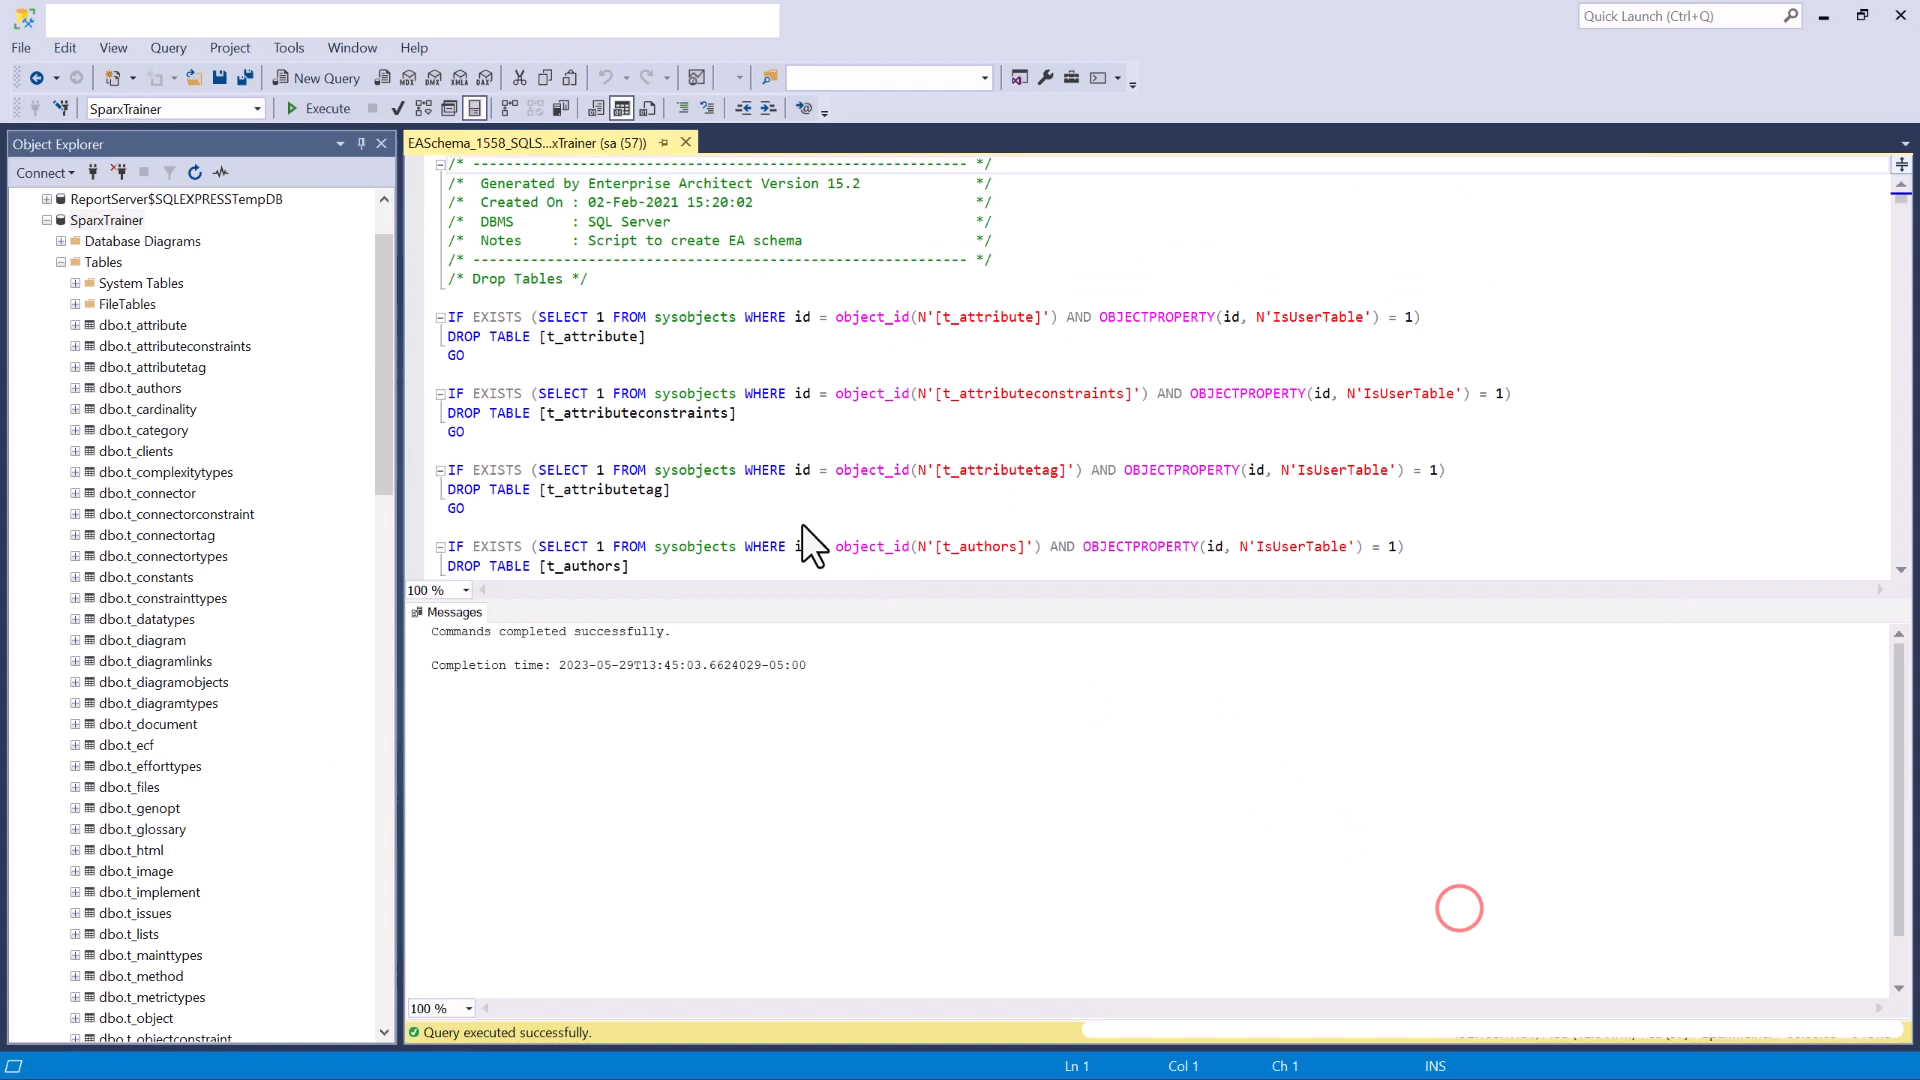 Quick Launch (Ctrl+Q)
File Edit View Query Project Tools Window Help
New Query MDX DMX XMLA DAX
SparxTrainer Execute
Object Explorer
Connect
ReportServer$SQLEXPRESSTempDB
SparxTrainer
Database Diagrams
Tables
System Tables
FileTables
dbo.t_attribute
dbo.t_attributeconstraints
dbo.t_attributetag
dbo.t_authors
dbo.t_cardinality
dbo.t_category
dbo.t_clients
dbo.t_complexitytypes
dbo.t_connector
dbo.t_connectorconstraint
dbo.t_connectortag
dbo.t_connectortypes
dbo.t_constants
dbo.t_constrainttypes
dbo.t_datatypes
dbo.t_diagram
dbo.t_diagramlinks
dbo.t_diagramobjects
dbo.t_diagramtypes
dbo.t_document
dbo.t_ecf
dbo.t_efforttypes
dbo.t_files
dbo.t_genopt
dbo.t_glossary
dbo.t_html
dbo.t_image
dbo.t_implement
dbo.t_issues
dbo.t_lists
dbo.t_mainttypes
dbo.t_method
dbo.t_metrictypes
dbo.t_object
dbo.t_objectconstraint
EASchema_1558_SQLS...xTrainer (sa (57))
/* ------------------------------------------------------------ */
/* Generated by Enterprise Architect Version 15.2 */
/* Created On : 02-Feb-2021 15:20:02 */
/* DBMS : SQL Server */
/* Notes : Script to create EA schema */
/* ------------------------------------------------------------ */
/* Drop Tables */
IF EXISTS (SELECT 1 FROM sysobjects WHERE id = object_id(N'[t_attribute]') AND OBJECTPROPERTY(id, N'IsUserTable') = 1)
DROP TABLE [t_attribute]
GO
IF EXISTS (SELECT 1 FROM sysobjects WHERE id = object_id(N'[t_attributeconstraints]') AND OBJECTPROPERTY(id, N'IsUserTable') = 1)
DROP TABLE [t_attributeconstraints]
GO
IF EXISTS (SELECT 1 FROM sysobjects WHERE id = object_id(N'[t_attributetag]') AND OBJECTPROPERTY(id, N'IsUserTable') = 1)
DROP TABLE [t_attributetag]
GO
IF EXISTS (SELECT 1 FROM sysobjects WHERE object_id(N'[t_authors]') AND OBJECTPROPERTY(id, N'IsUserTable') = 1)
DROP TABLE [t_authors]
100 %
Messages
Commands completed successfully.
Completion time: 2023-05-29T13:45:03.6624029-05:00
100 %
Query executed successfully.
Ln 1 Col 1 Ch 1 INS